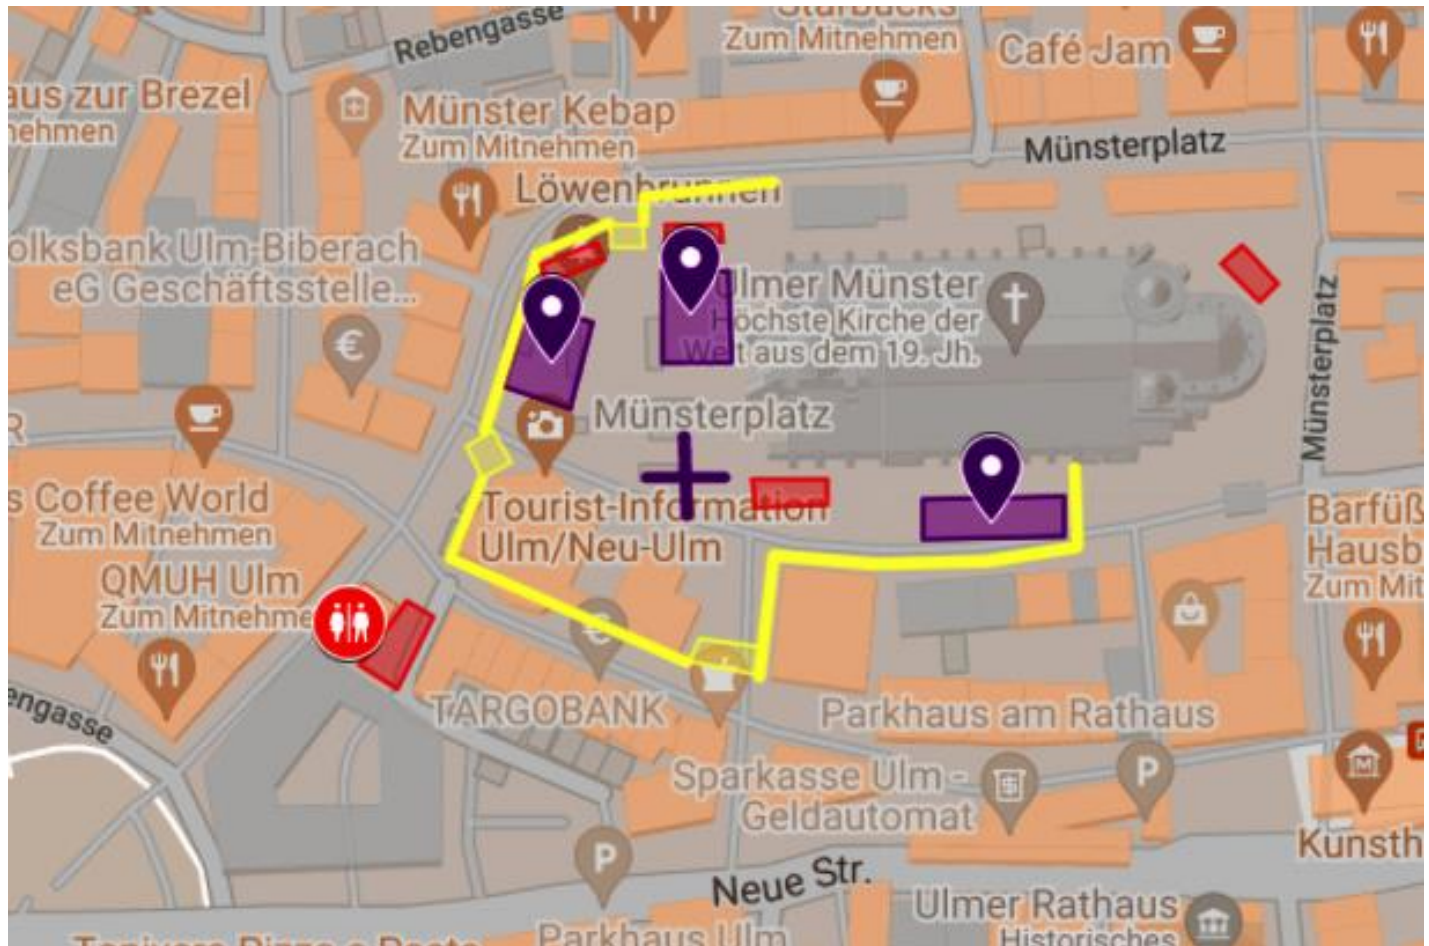 Rebengasse
Starbucks
Zum Mitnehmen
Café Jam
aus zur Brezel
nehmen
Münster Kebap
Zum Mitnehmen
Münsterplatz
Löwenbrunnen
olksbank Ulm-Biberach
eG Geschäftsstelle...
Ulmer Münster
Höchste Kirche der
Welt aus dem 19. Jh.
Münsterplatz
Münsterplatz
R
s Coffee World
Zum Mitnehmen
Tourist-Information
Ulm/Neu-Ulm
Barfüß
Hausb
Zum Mit
QMUH Ulm
Zum Mitnehme
engasse
TARGOBANK
Parkhaus am Rathaus
P
Sparkasse Ulm -
Geldautomat
M
Kunsth
P
Neue Str.
Ulmer Rathaus
Historisches
Parkhaus Ulm